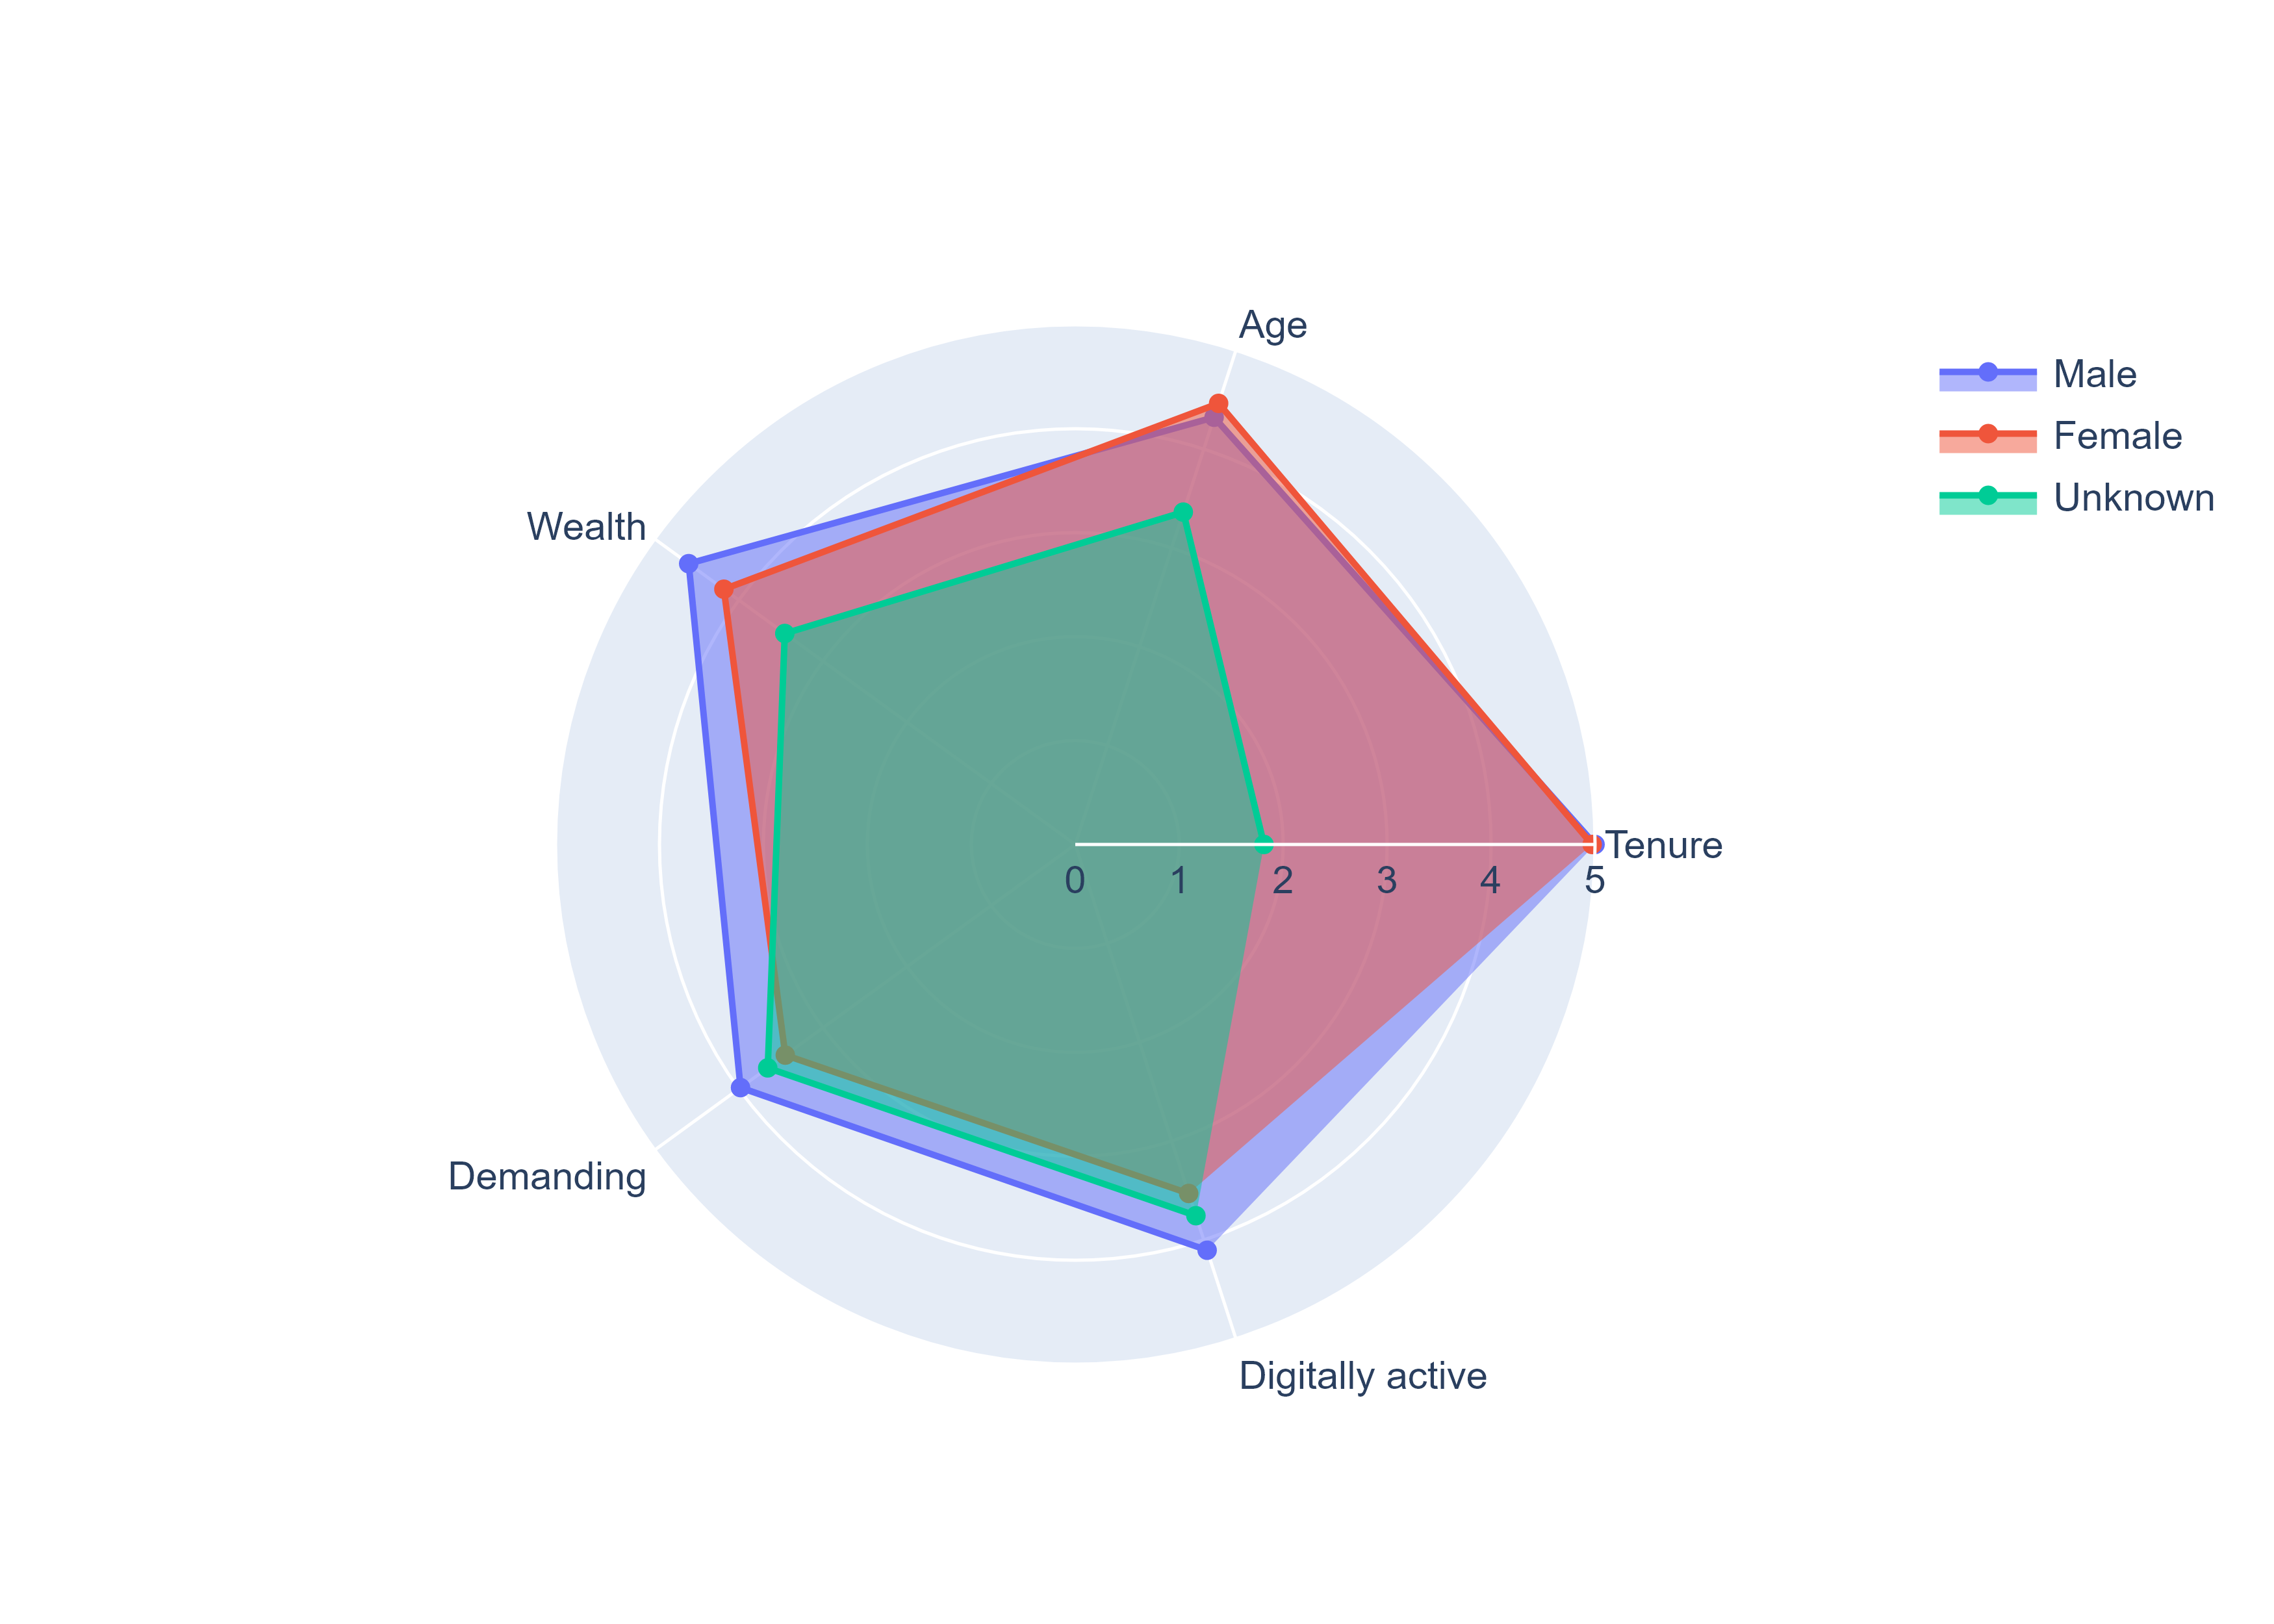 Age
Male
Female
Unknown
Wealth
Tenure
0 1 2 3 4 5
Demanding
Digitally active